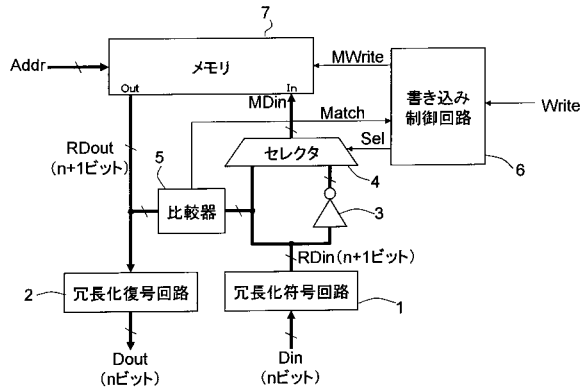 7
Addr
メモリ
MWrite
Out
In
MDin
Match
書き込み
制御回路
Write
RDout
(n+1ビット)
5
セレクタ
Sel
4
6
比較器
3
RDin(n+1ビット)
2
冗長化復号回路
冗長化符号回路
1
Dout
(nビット)
Din
(nビット)